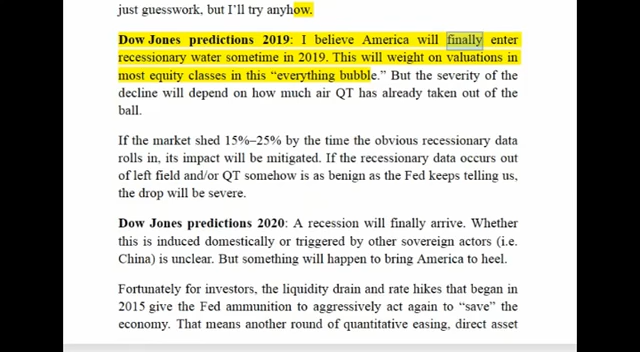 just guesswork, but I'll try anyhow.
Dow Jones predictions 2019: I believe America will finally enter
recessionary water sometime in 2019. This will weight on valuations in
most equity classes in this “everything bubble.” But the severity of the
decline will depend on how much air QT has already taken out of the
ball.
If the market shed 15%–25% by the time the obvious recessionary data
rolls in, its impact will be mitigated. If the recessionary data occurs out
of left field and/or QT somehow is as benign as the Fed keeps telling us,
the drop will be severe.
Dow Jones predictions 2020: A recession will finally arrive. Whether
this is induced domestically or triggered by other sovereign actors (i.e.
China) is unclear. But something will happen to bring America to heel.
Fortunately for investors, the liquidity drain and rate hikes that began in
2015 give the Fed ammunition to aggressively act again to “save” the
economy. That means another round of quantitative easing, direct asset